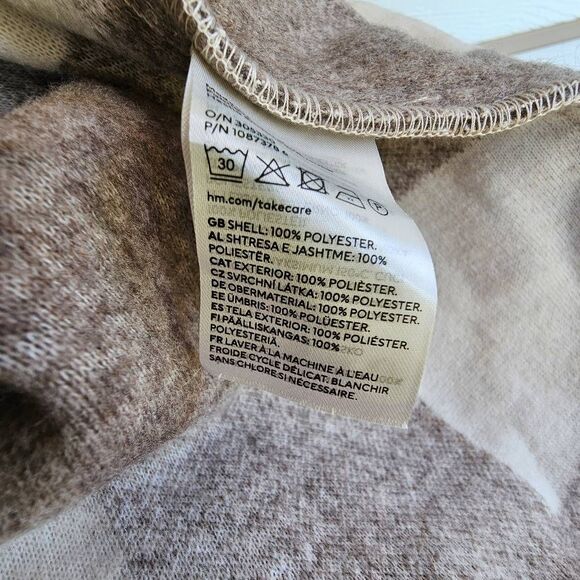 30
hm.com/takecare
GB SHELL: 100% POLYESTER.
AL SHTRESA E JASHTME: 100%
POLIESTËR.
CAT EXTERIOR: 100% POLIÈSTER.
CZ SVRCHNÍ LÁTKA: 100% POLYESTER.
DE OBERMATERIAL: 100% POLYESTER.
EE ÜMBRIS: 100% POLÜESTER.
ES TELA EXTERIOR: 100% POLIÉSTER.
FI PÄÄLLISKANGAS: 100%
POLYESTERIÄ.
FR LAVER À LA MACHINE À L'EAU
FROIDE CYCLE DÉLICAT. BLANCHIR
SANS CHLORE SI NÉCESSAIRE.